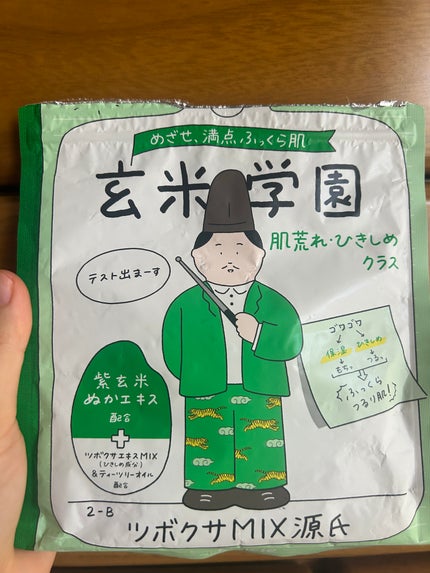 めざせ、満点ふっくら肌
玄米学園
肌荒れ・ひきしめ
クラス
テスト出まーす
ゴワゴワ
保湿 ひきしめ
もち。 つる。
ふっくら
つるり肌!
紫玄米
ぬかエキス
配合
+
ツボクサエキスMIX
(ひきしめ成分)
&ティーツリーオイル
配合
2-B
ツボクサMIX源氏